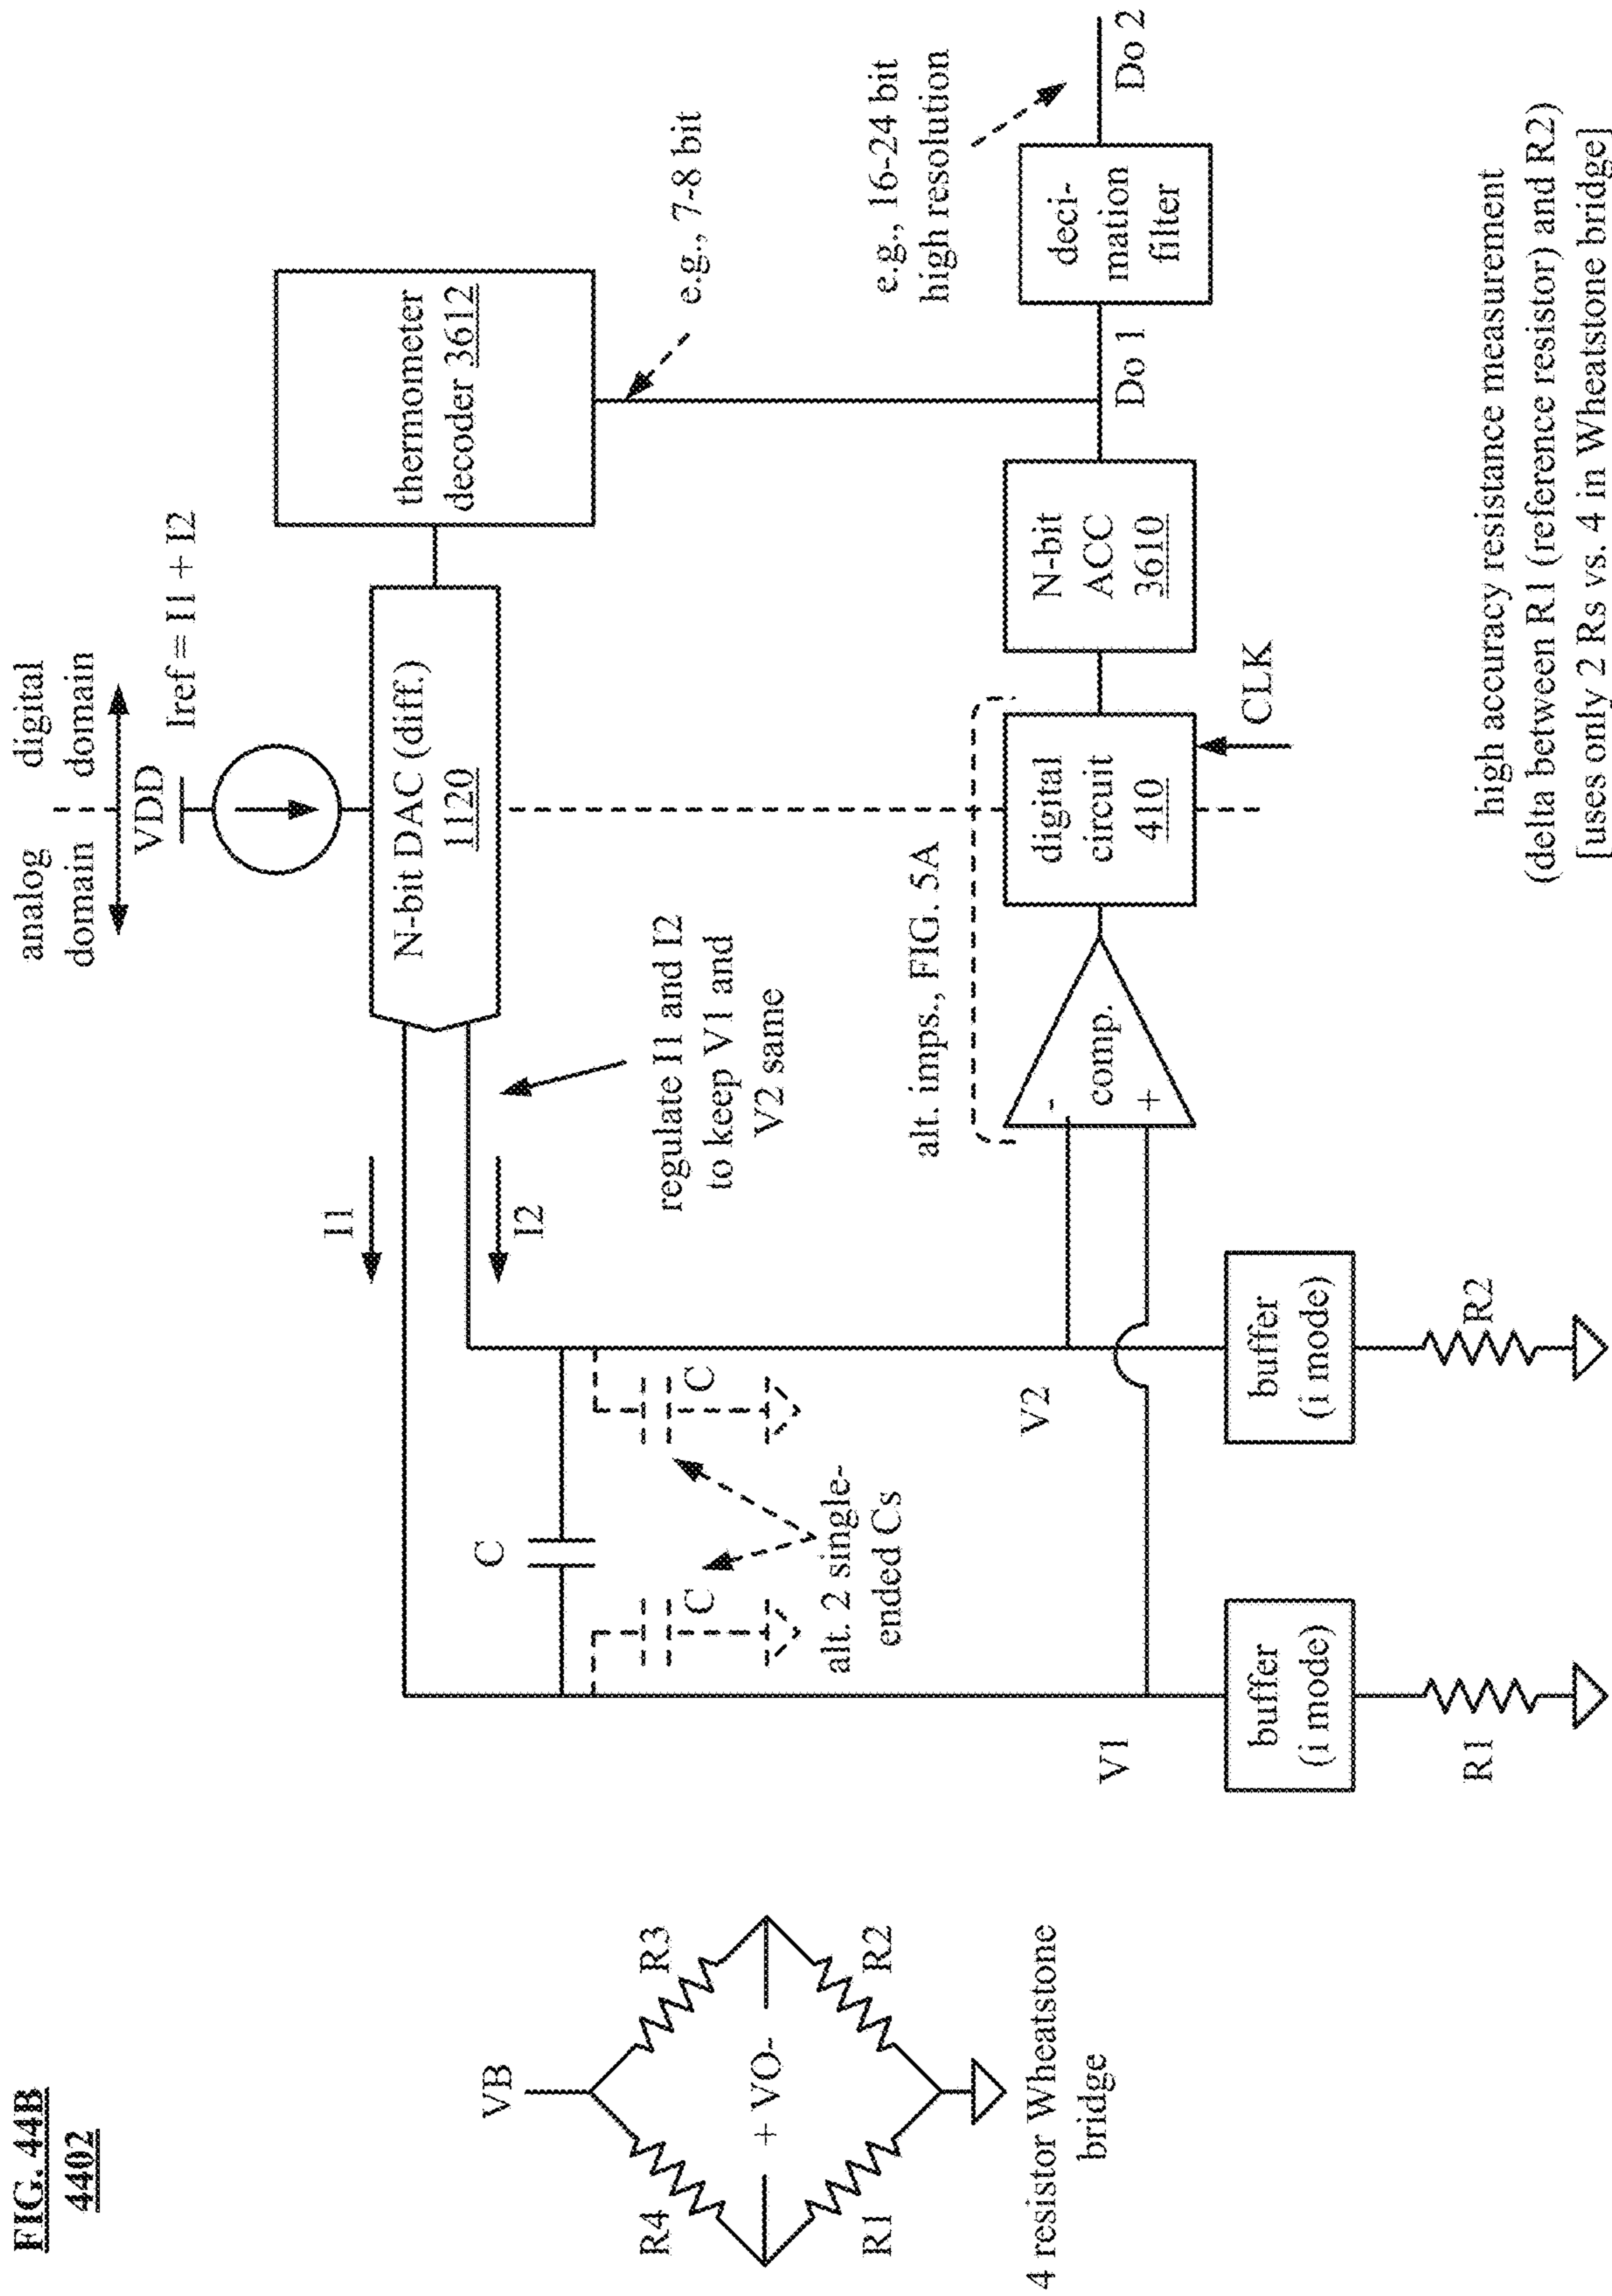 FIG. 44B
4402
analog
domain
digital
domain
VDD
Iref = I1 + I2
N-bit DAC (diff.)
1120
thermometer
decoder 3612
I1
I2
regulate I1 and I2
to keep V1 and
V2 same
e.g., 7-8 bit
C
C
C
alt. 2 single-
ended Cs
VB
R4
R3
+ VO-
R1
R2
4 resistor Wheatstone
bridge
alt. imps., FIG. 5A
e.g., 16-24 bit
high resolution
V1
V2
-
comp.
+
digital
circuit
410
CLK
N-bit
ACC
3610
Do 1
deci-
mation
filter
Do 2
buffer
(i mode)
buffer
(i mode)
R1
R2
high accuracy resistance measurement
(delta between R1 (reference resistor) and R2)
[uses only 2 Rs vs. 4 in Wheatstone bridge]